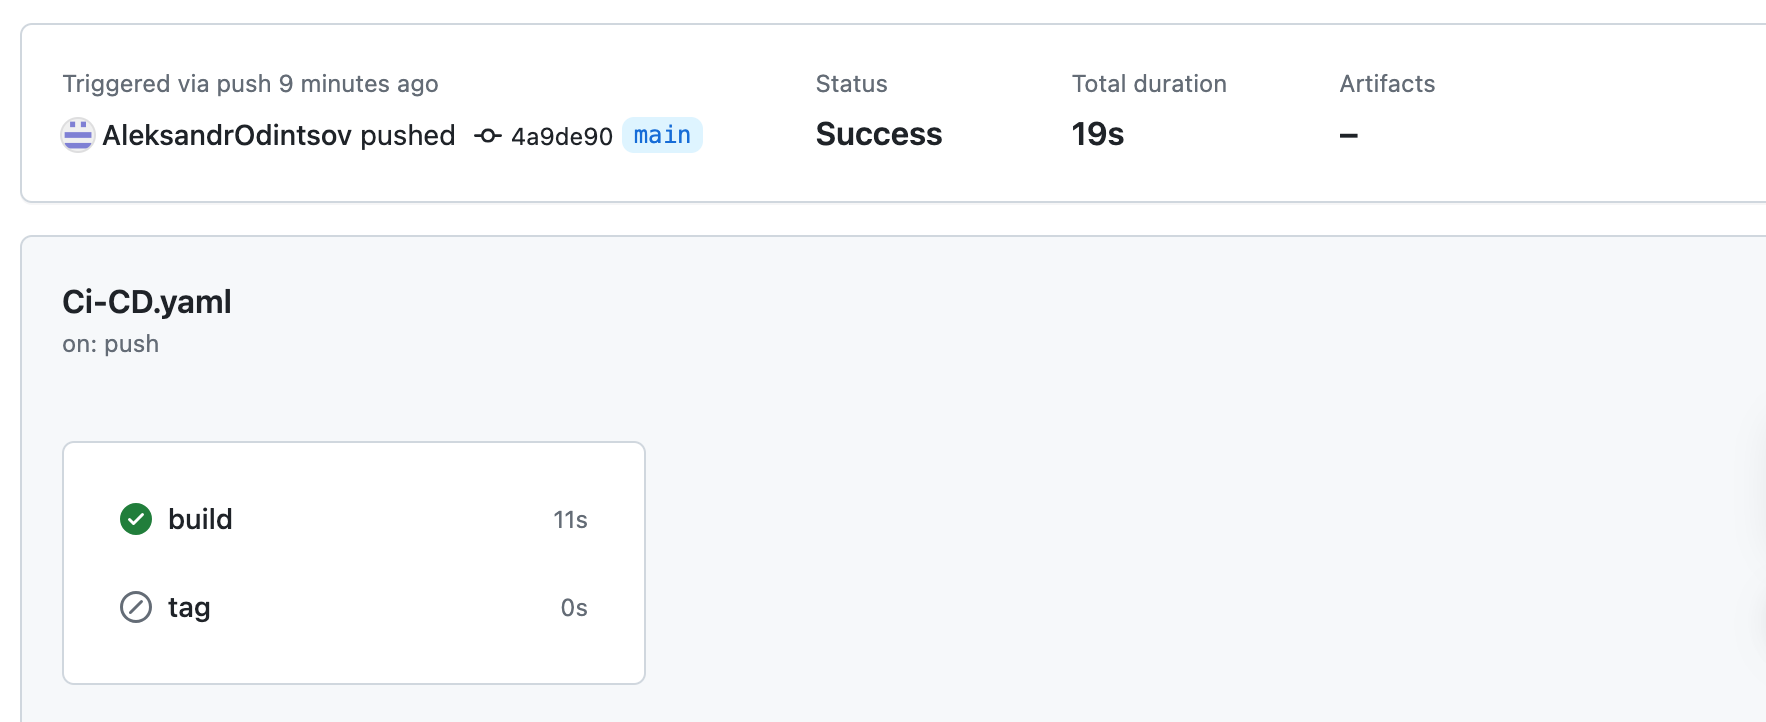 Triggered via push 9 minutes ago
AleksandrOdintsov pushed 4a9de90 main
Status
Success
Total duration
19s
Artifacts
–
Ci-CD.yaml
on: push
build 11s
tag 0s